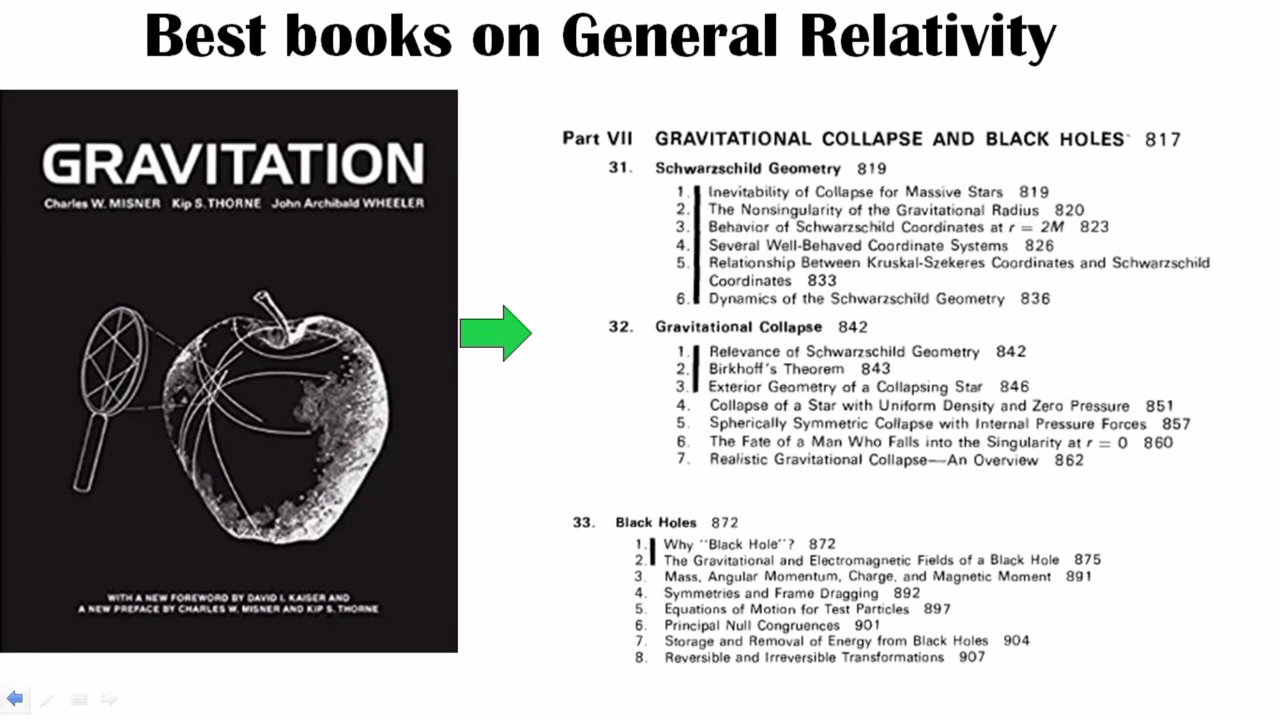 Best books on General Relativity
GRAVITATION
Charles W. MISNER Kip S. THORNE John Archibald WHEELER
WITH A NEW FOREWORD BY DAVID I. KAISER AND
A NEW PREFACE BY CHARLES W. MISNER AND KIP S. THORNE
Part VII GRAVITATIONAL COLLAPSE AND BLACK HOLES 817
31. Schwarzschild Geometry 819
1. Inevitability of Collapse for Massive Stars 819
2. The Nonsingularity of the Gravitational Radius 820
3. Behavior of Schwarzschild Coordinates at r = 2M 823
4. Several Well-Behaved Coordinate Systems 826
5. Relationship Between Kruskal-Szekeres Coordinates and Schwarzschild
Coordinates 833
6. Dynamics of the Schwarzschild Geometry 836
32. Gravitational Collapse 842
1. Relevance of Schwarzschild Geometry 842
2. Birkhoff's Theorem 843
3. Exterior Geometry of a Collapsing Star 846
4. Collapse of a Star with Uniform Density and Zero Pressure 851
5. Spherically Symmetric Collapse with Internal Pressure Forces 857
6. The Fate of a Man Who Falls into the Singularity at r = 0 860
7. Realistic Gravitational Collapse—An Overview 862
33. Black Holes 872
1. Why "Black Hole"? 872
2. The Gravitational and Electromagnetic Fields of a Black Hole 875
3. Mass, Angular Momentum, Charge, and Magnetic Moment 891
4. Symmetries and Frame Dragging 892
5. Equations of Motion for Test Particles 897
6. Principal Null Congruences 901
7. Storage and Removal of Energy from Black Holes 904
8. Reversible and Irreversible Transformations 907